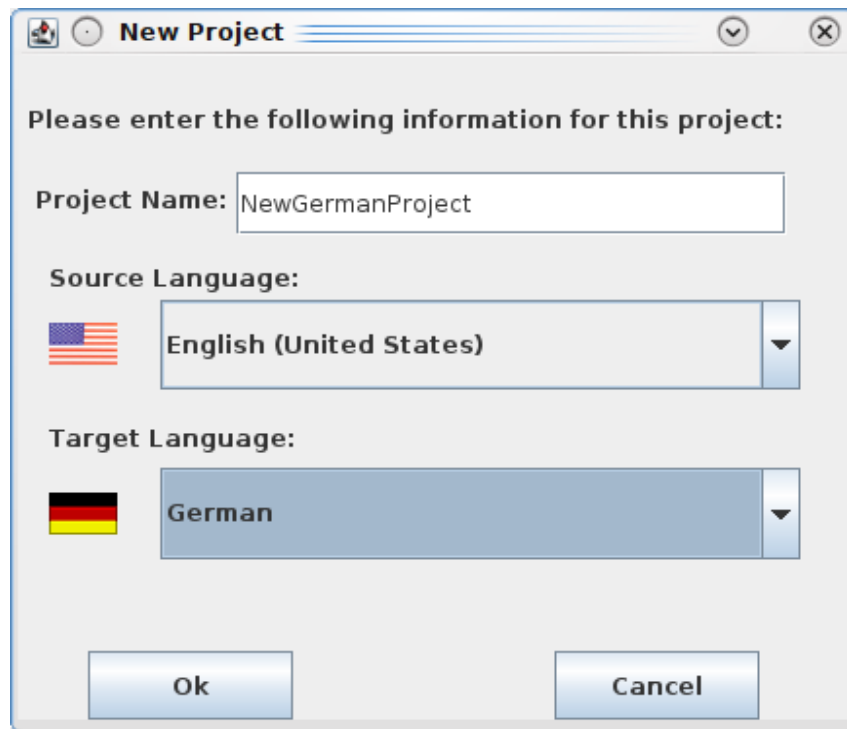 New Project
Please enter the following information for this project:
Project Name: NewGermanProject
Source Language:
English (United States)
Target Language:
German
Ok Cancel